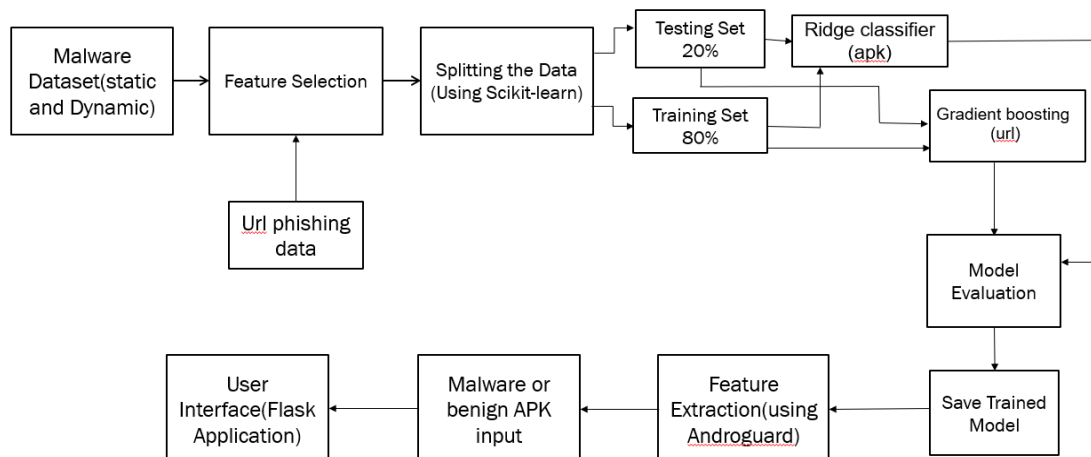 Malware
Dataset(static
and Dynamic)
Feature Selection
Url phishing
data
Splitting the Data
(Using Scikit-learn)
Testing Set
20%
Training Set
80%
Ridge classifier
(apk)
Gradient boosting
(url)
Model
Evaluation
Save Trained
Model
Feature
Extraction(using
Androguard)
Malware or
benign APK
input
User
Interface(Flask
Application)